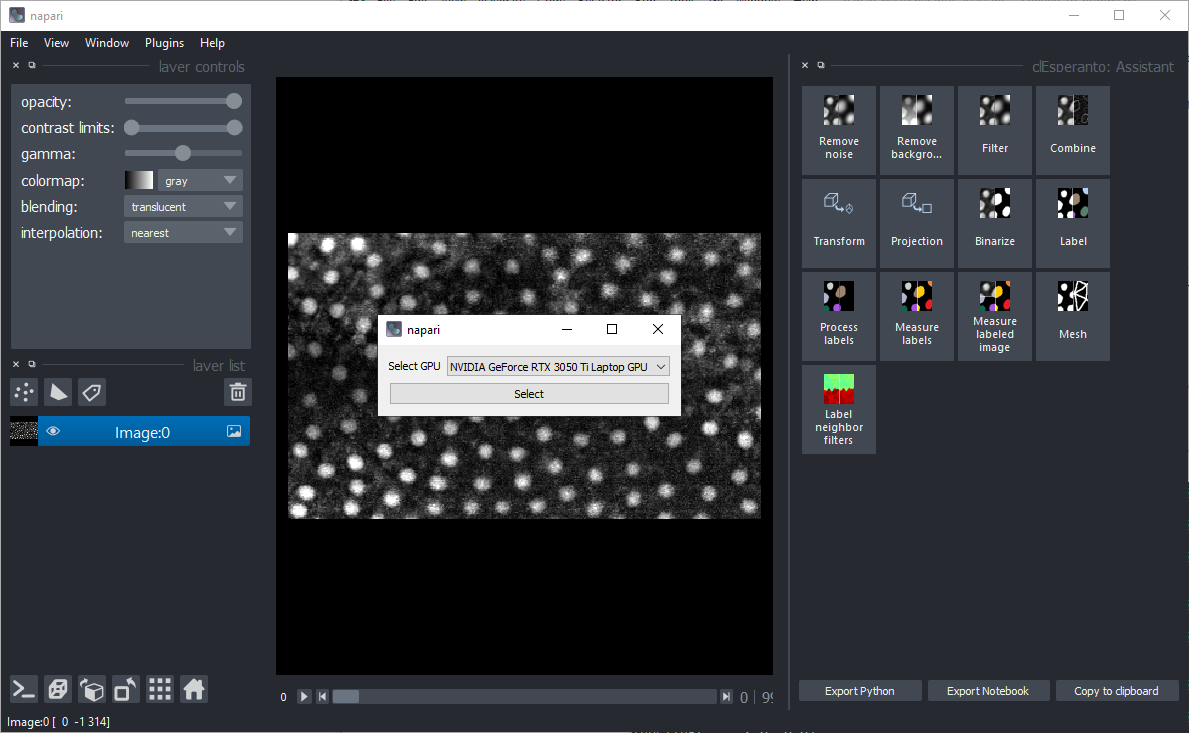 napari
File View Window Plugins Help
layer controls
opacity:
contrast limits:
gamma:
colormap: gray
blending: translucent
interpolation: nearest
layer list
Image:0
napari
Select GPU NVIDIA GeForce RTX 3050 Ti Laptop GPU
Select
0
0 99
clEsperanto: Assistant
Remove
noise
Remove
backgro...
Filter
Combine
Transform
Projection
Binarize
Label
Process
labels
Measure
labels
Measure
labeled
image
Mesh
Label
neighbor
filters
Export Python
Export Notebook
Copy to clipboard
Image:0 [ 0 -1 314]